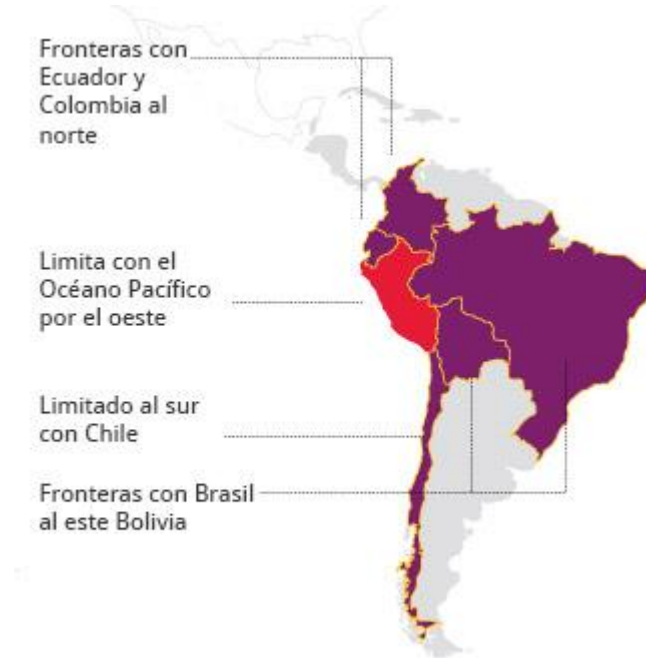 Fronteras con
Ecuador y
Colombia al
norte
Limita con el
Océano Pacífico
por el oeste
Limitado al sur
con Chile
Fronteras con Brasil
al este Bolivia